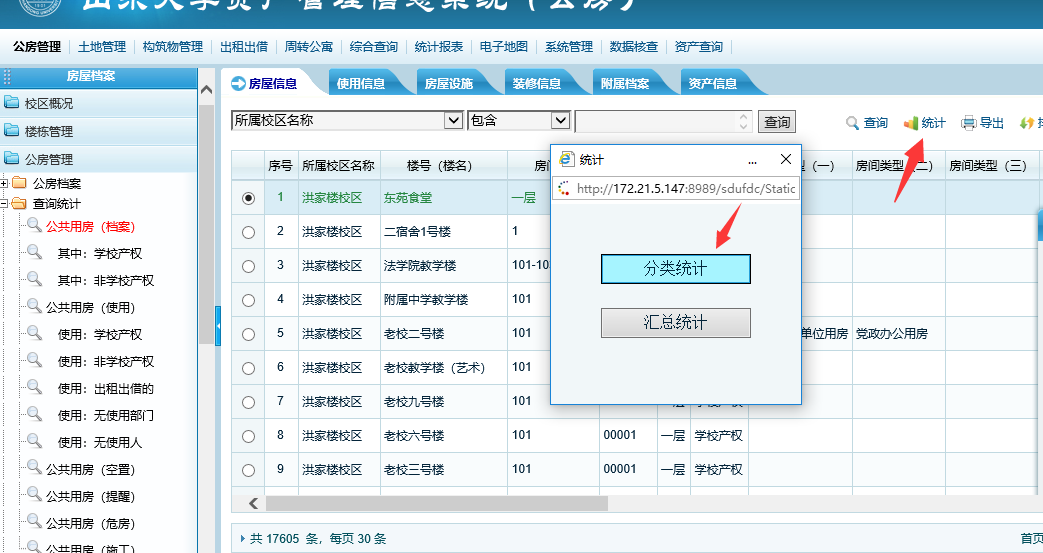 山东大学资产管理信息系统（公房）
公房管理 土地管理 构筑物管理 出租出借 周转公寓 综合查询 统计报表 电子地图 系统管理 数据核查 资产查询
房屋档案
校区概况
楼栋管理
公房管理
公房档案
查询统计
公共用房（档案）
其中：学校产权
其中：非学校产权
公共用房（使用）
使用：学校产权
使用：非学校产权
使用：出租出借的
使用：无使用部门
使用：无使用人
公共用房（空置）
公共用房（提醒）
公共用房（危房）
公共用房（施工）
房屋信息 使用信息 房屋设施 装修信息 附属档案 资产信息
所属校区名称 包含 查询 查询 统计 导出
序号 所属校区名称 楼号（楼名） 房间类型（二） 房间类型（三）
1 洪家楼校区 东苑食堂 一层
2 洪家楼校区 二宿舍1号楼 1
3 洪家楼校区 法学院教学楼
4 洪家楼校区 附属中学教学楼 101
5 洪家楼校区 老校二号楼 101 单位用房 党政办公用房
6 洪家楼校区 老校教学楼（艺术） 101
7 洪家楼校区 老校九号楼 101
8 洪家楼校区 老校六号楼 101 00001 一层 学校产权
9 洪家楼校区 老校三号楼 101 00001 一层 学校产权
统计 ...
http://172.21.5.147:8989/sdufdc/Static
分类统计
汇总统计
共 17605 条，每页 30 条 首页